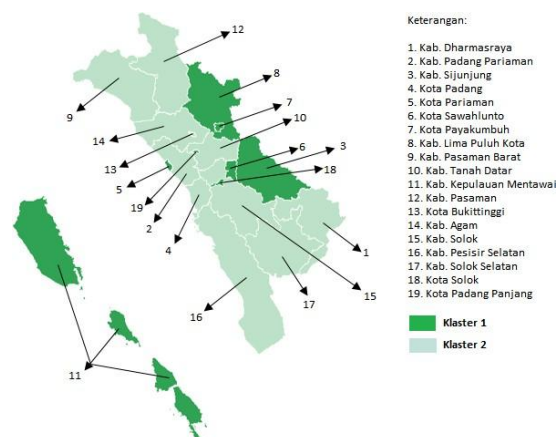 Keterangan:
1. Kab. Dharmasraya
2. Kab. Padang Pariaman
3. Kab. Sijunjung
4. Kota Padang
5. Kota Pariaman
6. Kota Sawahlunto
7. Kota Payakumbuh
8. Kab. Lima Puluh Kota
9. Kab. Pasaman Barat
10. Kab. Tanah Datar
11. Kab. Kepulauan Mentawai
12. Kab. Pasaman
13. Kota Bukittinggi
14. Kab. Agam
15. Kab. Solok
16. Kab. Pesisir Selatan
17. Kab. Solok Selatan
18. Kota Solok
19. Kota Padang Panjang
Klaster 1
Klaster 2
12
8
9
7
10
14
6
3
13
18
5
19
2
4
1
15
16
17
11